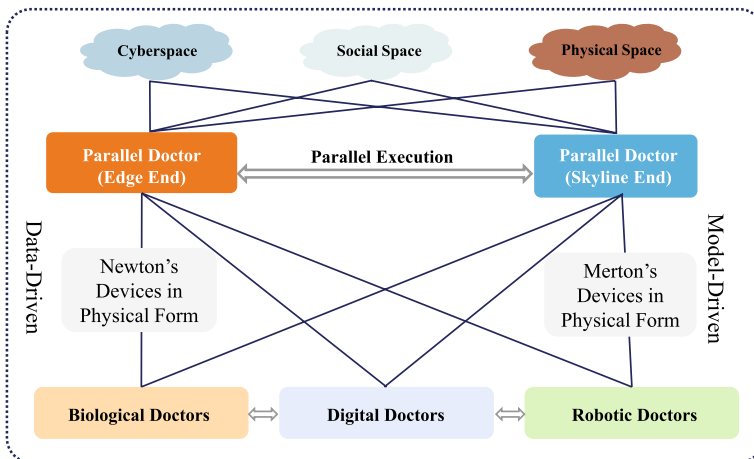 Cyberspace
Social Space
Physical Space
Parallel Doctor
(Edge End)
Parallel Execution
Parallel Doctor
(Skyline End)
Data-Driven
Newton's
Devices in
Physical Form
Merton's
Devices in
Physical Form
Model-Driven
Biological Doctors
Digital Doctors
Robotic Doctors